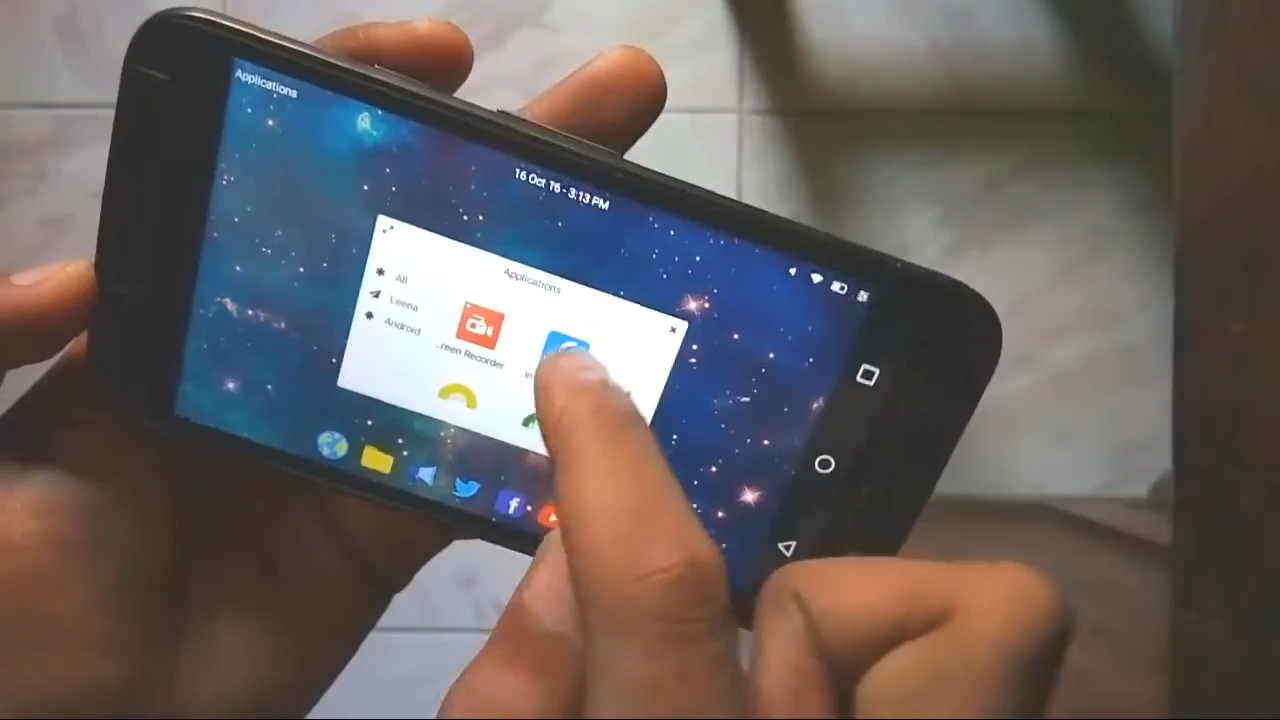 Applications
16 Oct 16 - 3:13 PM
Applications
All
Leena
Android
..reen Recorder